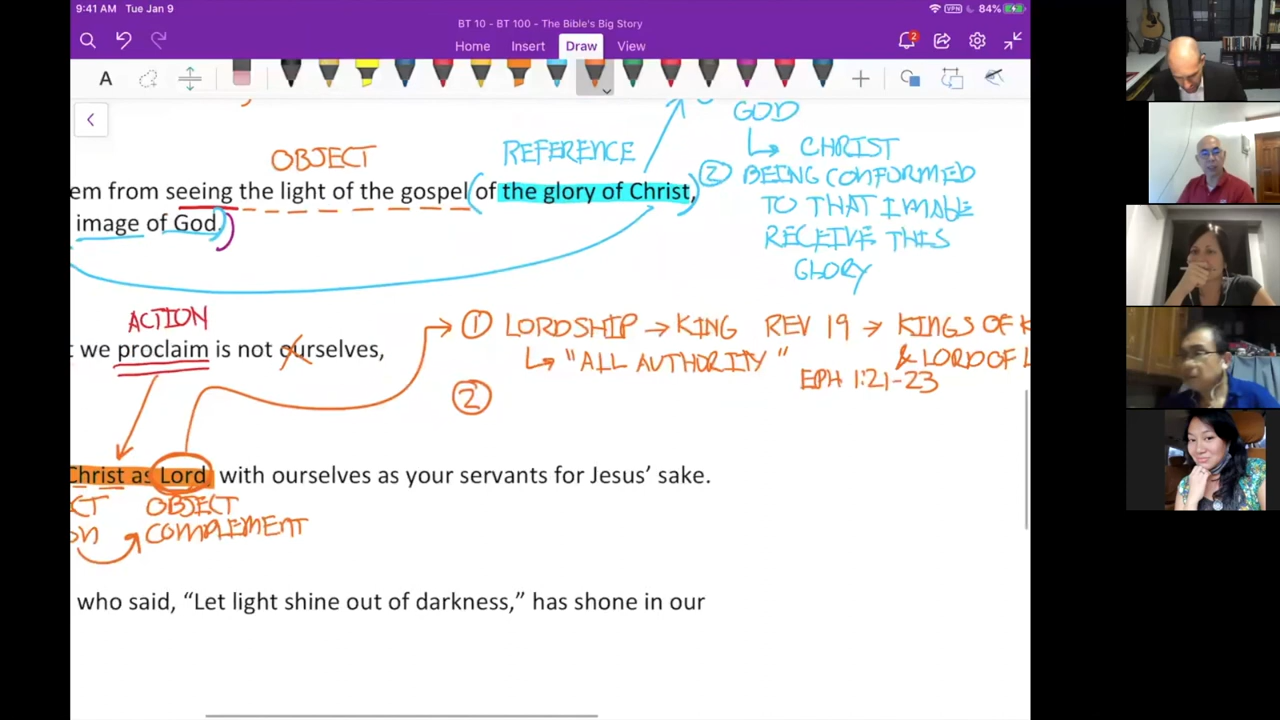 9:41 AM Tue Jan 9
VPN 84%
BT 10 - BT 100 - The Bible's Big Story
Home Insert Draw View
2
A
GOD
↳ CHRIST
OBJECT
REFERENCE
② BEING CONFORMED
TO THAT IMAGE
RECEIVE THIS
GLORY
em from seeing the light of the gospel of (the glory of Christ,)
image of God.)
ACTION
① LORDSHIP → KING REV 19 → KINGS OF K
↳ "ALL AUTHORITY" & LORD OF L
EPH 1:21-23
t we proclaim is not ourselves,
②
Christ as Lord with ourselves as your servants for Jesus’ sake.
CT OBJECT
ON COMPLEMENT
who said, “Let light shine out of darkness,” has shone in our